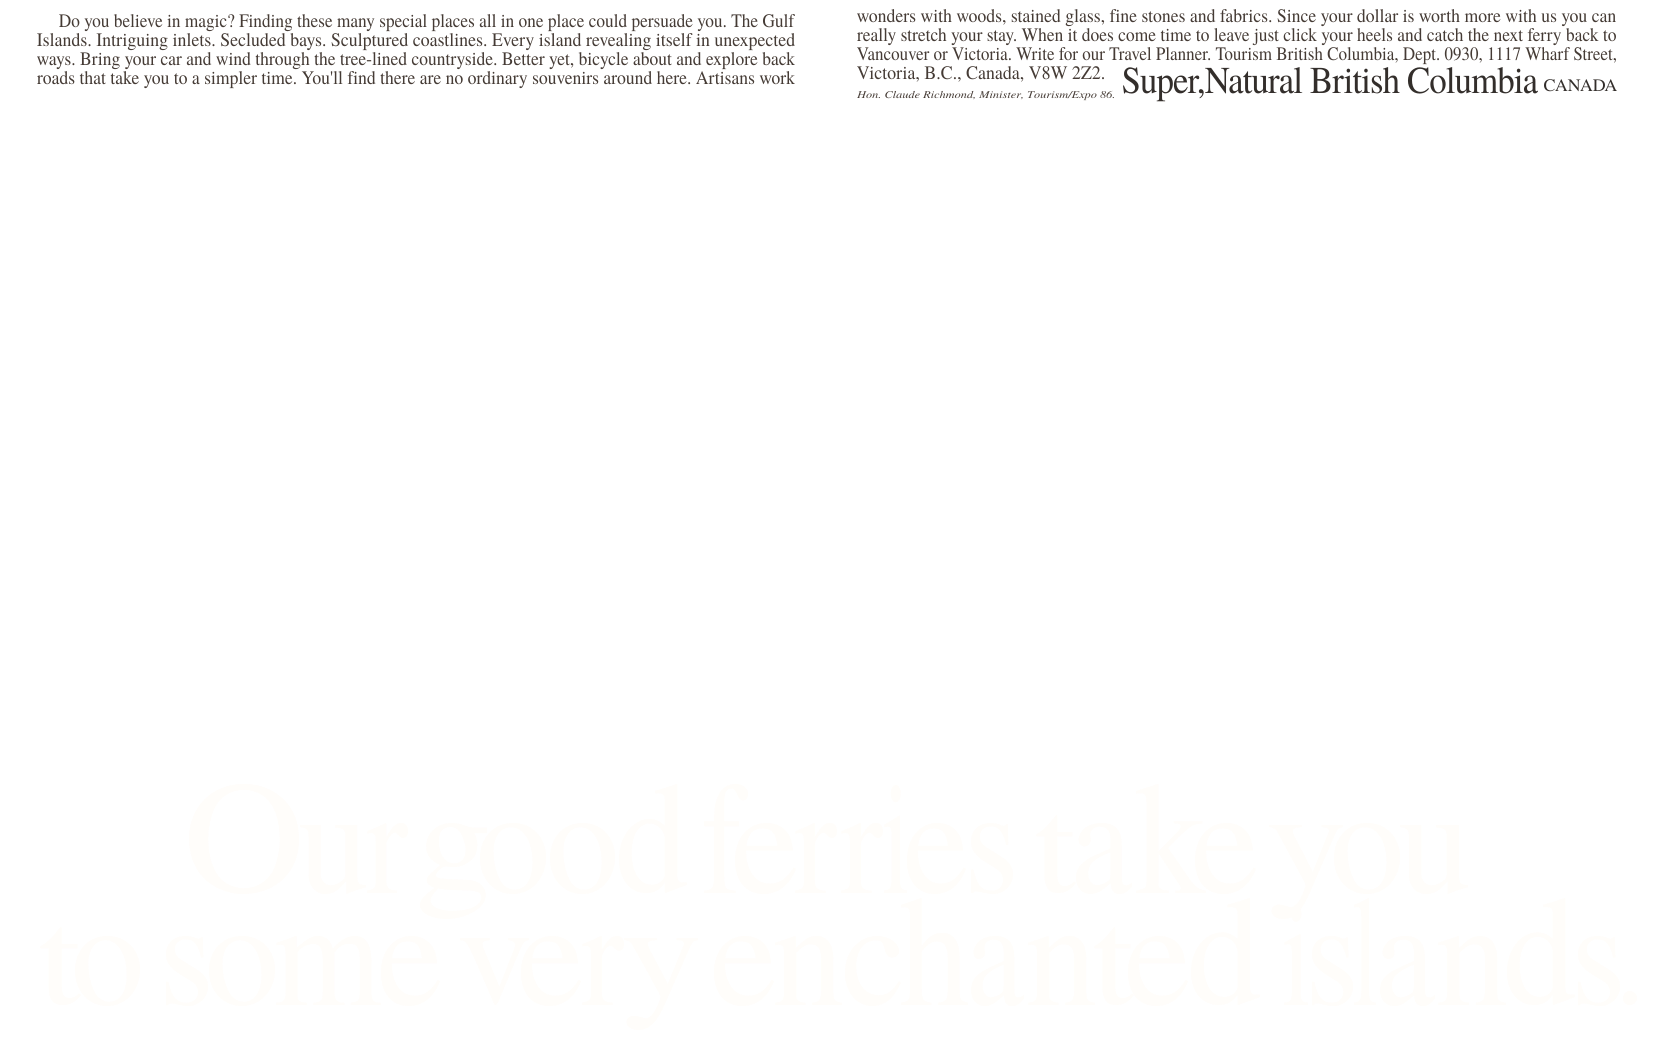 Do you believe in magic? Finding these many special places all in one place could persuade you. The Gulf
Islands. Intriguing inlets. Secluded bays. Sculptured coastlines. Every island revealing itself in unexpected
ways. Bring your car and wind through the tree-lined countryside. Better yet, bicycle about and explore back
roads that take you to a simpler time. You'll find there are no ordinary souvenirs around here. Artisans work
wonders with woods, stained glass, fine stones and fabrics. Since your dollar is worth more with us you can
really stretch your stay. When it does come time to leave just click your heels and catch the next ferry back to
Vancouver or Victoria. Write for our Travel Planner. Tourism British Columbia, Dept. 0930, 1117 Wharf Street,
Victoria, B.C., Canada, V8W 2Z2.
Hon. Claude Richmond, Minister, Tourism/Expo 86.
Super,Natural British Columbia CANADA
Our good ferries take you
to some very enchanted islands.